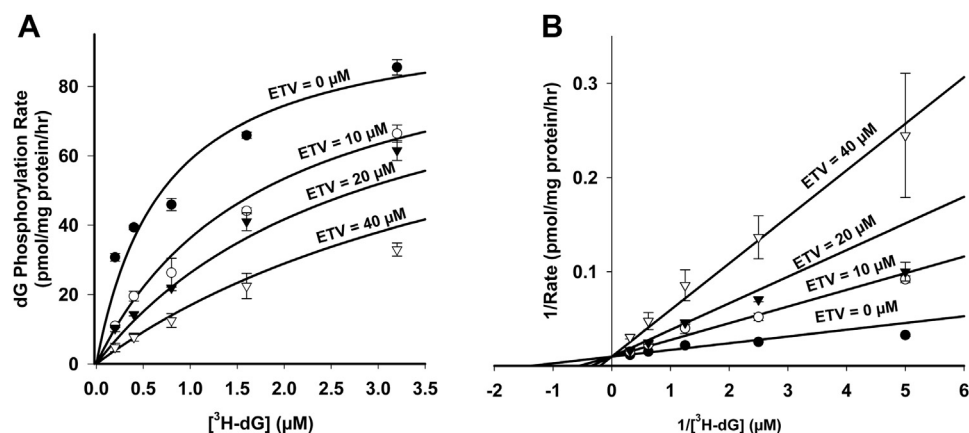 A
dG Phosphorylation Rate
(pmol/mg protein/hr)
80
60
40
20
0
0.0 0.5 1.0 1.5 2.0 2.5 3.0 3.5
[³H-dG] (µM)
ETV = 0 µM
ETV = 10 µM
ETV = 20 µM
ETV = 40 µM
B
1/Rate (pmol/mg protein/hr)
0.3
0.2
0.1
-2 -1 0 1 2 3 4 5 6
1/[³H-dG] (µM)
ETV = 40 µM
ETV = 20 µM
ETV = 10 µM
ETV = 0 µM